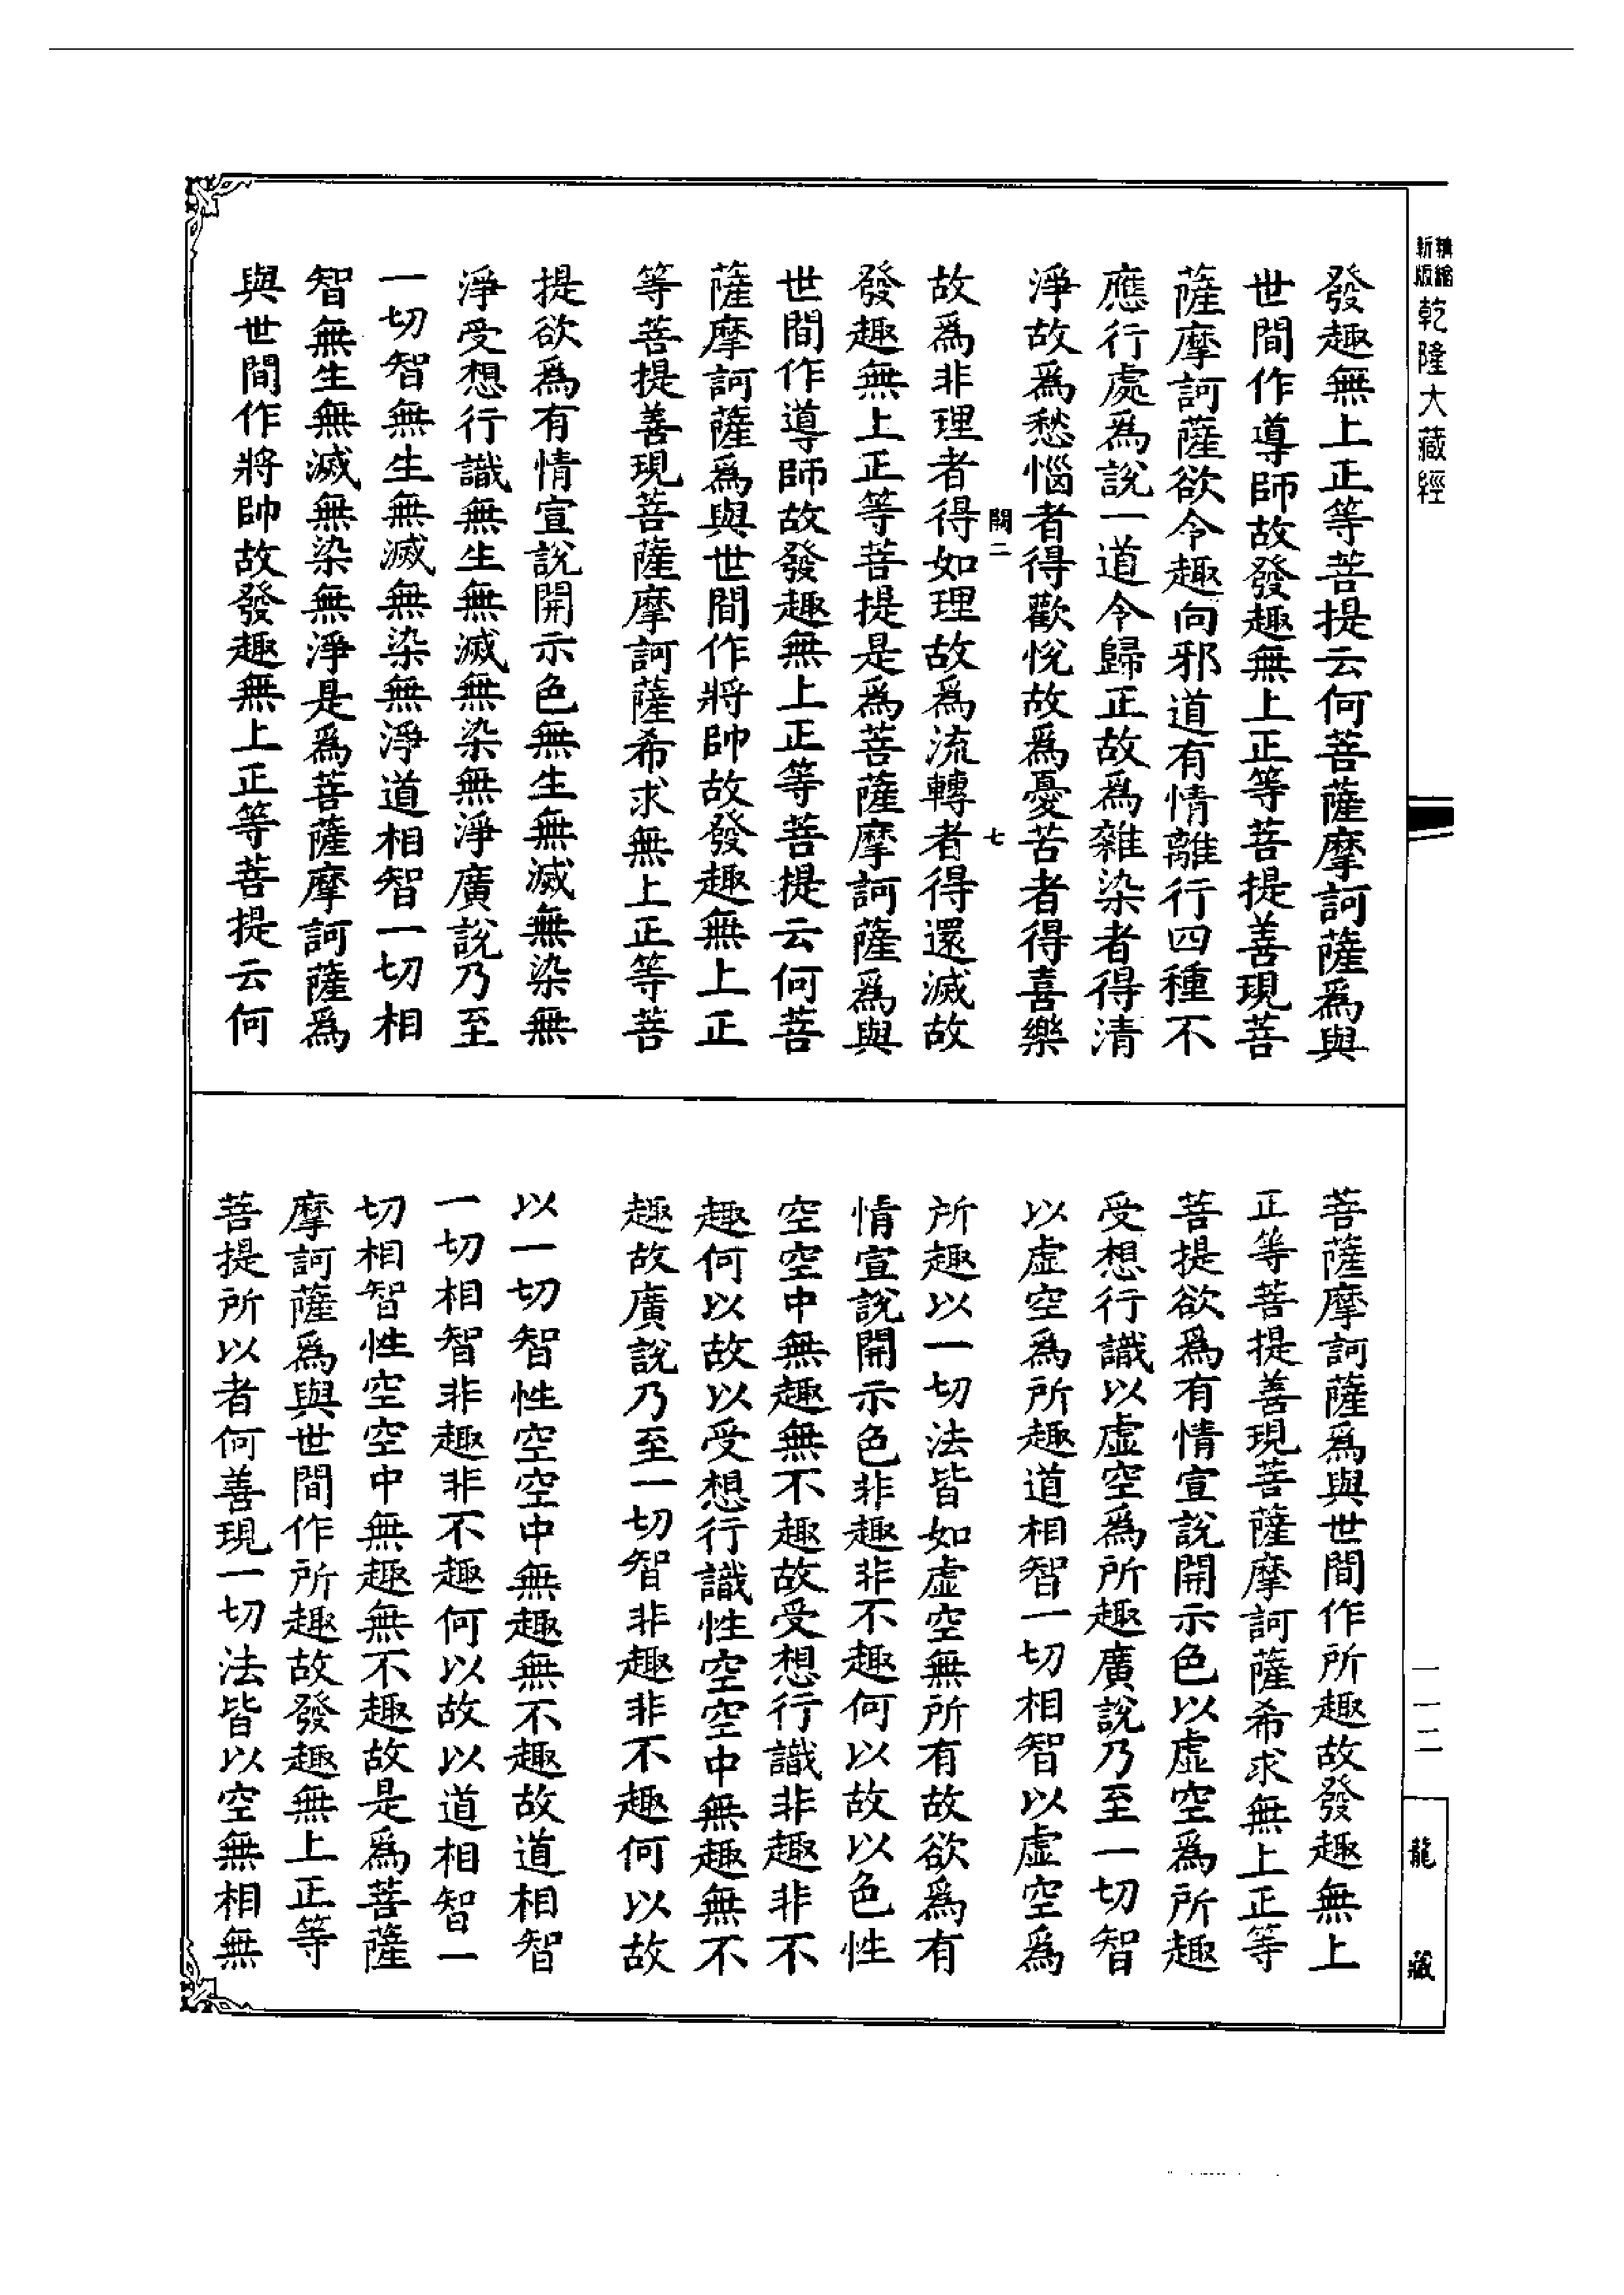 新版精縮
乾隆大藏經
發趣無上正等菩提云何菩薩摩訶薩爲與
世間作導師故發趣無上正等菩提善現菩
薩摩訶薩欲令趣向邪道有情離行四種不
應行處爲說一道令歸正故爲雜染者得清
淨故爲愁惱者得歡悅故爲憂苦者得喜樂
七
故爲非理者得如理故爲流轉者得還滅故
發趣無上正等菩提是爲菩薩摩訶薩爲與
世間作導師故發趣無上正等菩提云何菩
薩摩訶薩爲與世間作將帥故發趣無上正
等菩提善現菩薩摩訶薩希求無上正等菩
提欲爲有情宣說開示色無生無滅無染無
淨受想行識無生無滅無染無淨廣說乃至
一切智無生無滅無染無淨道相智一切相
智無生無滅無染無淨是爲菩薩摩訶薩爲
與世間作將帥故發趣無上正等菩提云何
菩薩摩訶薩爲與世間作所趣故發趣無上
正等菩提善現菩薩摩訶薩希求無上正等
菩提欲爲有情宣說開示色以虛空爲所趣
受想行識以虛空爲所趣廣說乃至一切智
以虛空爲所趣道相智一切相智以虛空爲
所趣以一切法皆如虛空無所有故欲爲有
情宣說開示色非趣非不趣何以故以色性
空空中無趣無不趣故受想行識非趣非不
趣何以故以受想行識性空空中無趣無不
趣故廣說乃至一切智非趣非不趣何以故
以一切智性空空中無趣無不趣故道相智
一切相智非趣非不趣何以故以道相智一
切相智性空空中無趣無不趣故是爲菩薩
摩訶薩爲與世間作所趣故發趣無上正等
菩提所以者何善現一切法皆以空無相無
一一二
龍藏